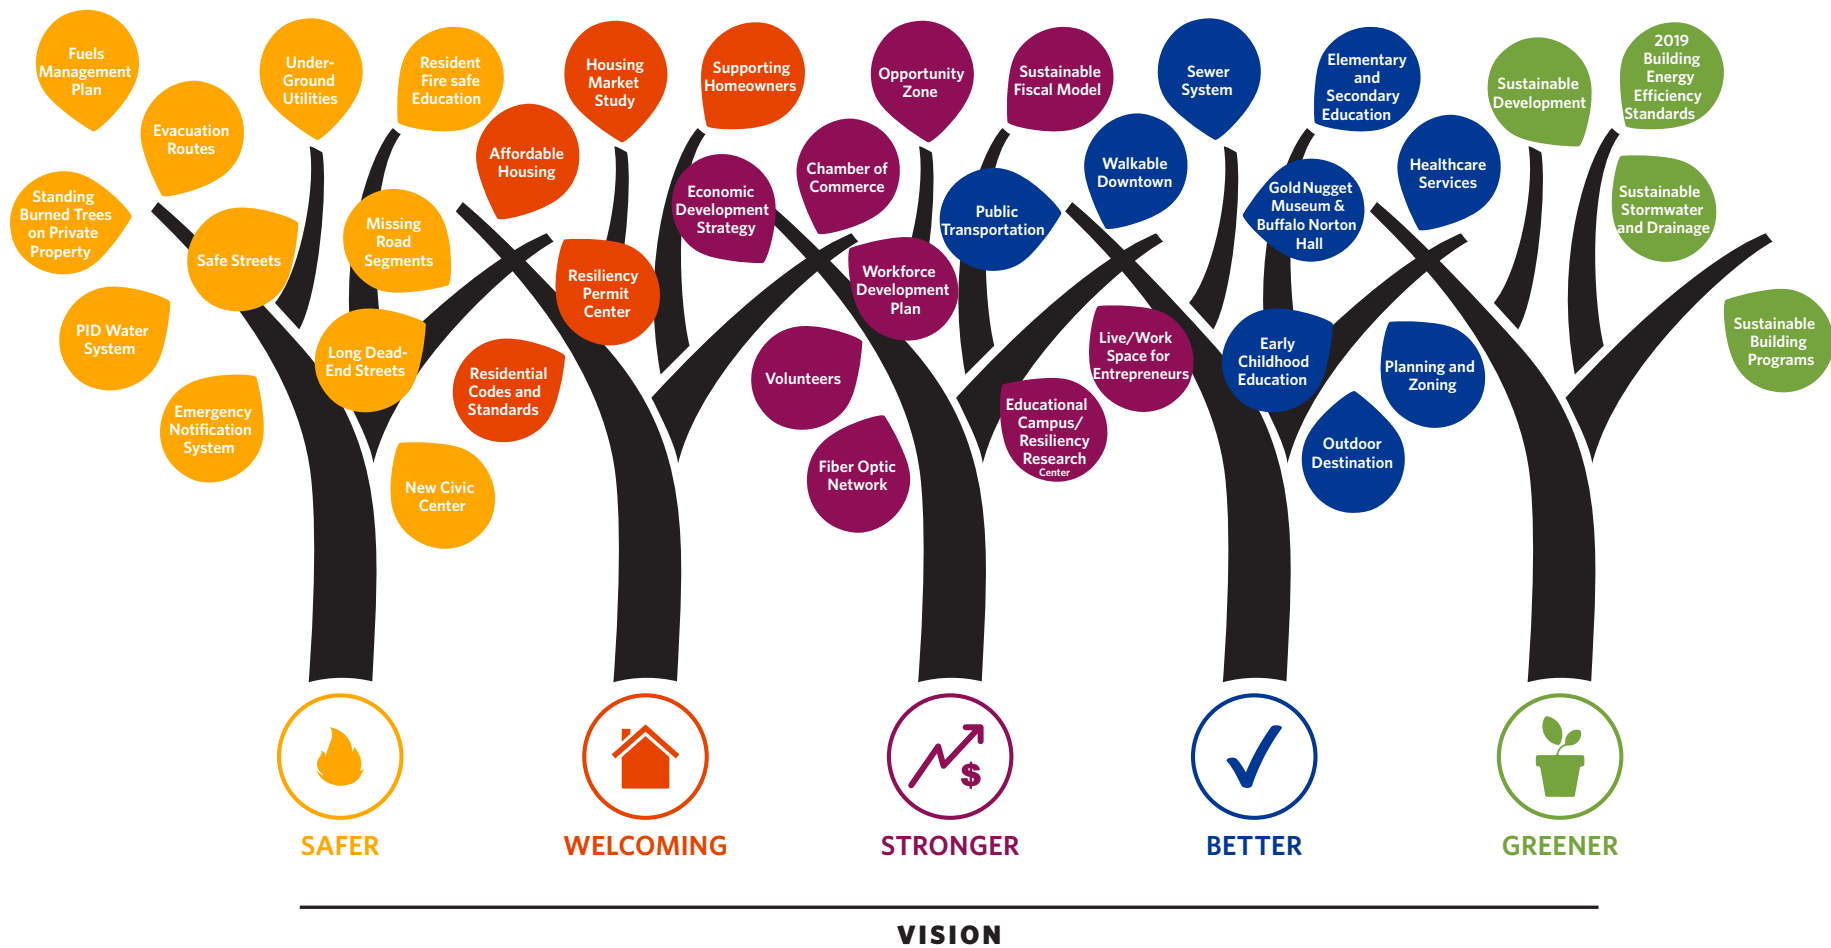 Fuels
Management
Plan
Evacuation
Routes
Under-
Ground
Utilities
Resident
Fire safe
Education
Standing
Burned Trees
on Private
Property
Safe Streets
Missing
Road
Segments
PID Water
System
Long Dead-
End Streets
Emergency
Notification
System
New Civic
Center
Affordable
Housing
Housing
Market
Study
Supporting
Homeowners
Resiliency
Permit
Center
Residential
Codes and
Standards
Economic
Development
Strategy
Chamber of
Commerce
Opportunity
Zone
Sustainable
Fiscal Model
Workforce
Development
Plan
Volunteers
Fiber Optic
Network
Live/Work
Space for
Entrepreneurs
Educational
Campus/
Resiliency
Research
Center
Public
Transportation
Walkable
Downtown
Sewer
System
Elementary
and
Secondary
Education
Gold Nugget
Museum &
Buffalo Norton
Hall
Healthcare
Services
Early
Childhood
Education
Planning and
Zoning
Outdoor
Destination
Sustainable
Development
2019
Building
Energy
Efficiency
Standards
Sustainable
Stormwater
and Drainage
Sustainable
Building
Programs
$
SAFER
WELCOMING
STRONGER
BETTER
GREENER
VISION